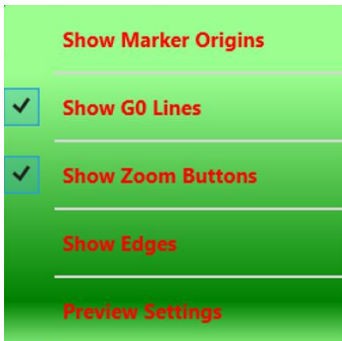 Show Marker Origins
Show G0 Lines
Show Zoom Buttons
Show Edges
Preview Settings